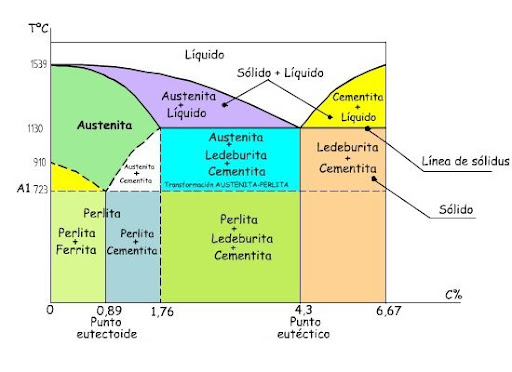 TºC
Líquido
1539
Sólido + Líquido
Austenita
+
Líquido
Cementita
+
Líquido
Austenita
1130
Austenita
+
Ledeburita
+
Cementita
Ledeburita
+
Cementita
Línea de sólidus
910
Austenita
+
Cementita
Transformación AUSTENITA-PERLITA
A1 723
Sólido
Perlita
Perlita
+
Ferrita
Perlita
+
Cementita
Perlita
+
Ledeburita
+
Cementita
C%
0
0,89
1,76
4,3
6,67
Punto
eutectoide
Punto
eutéctico